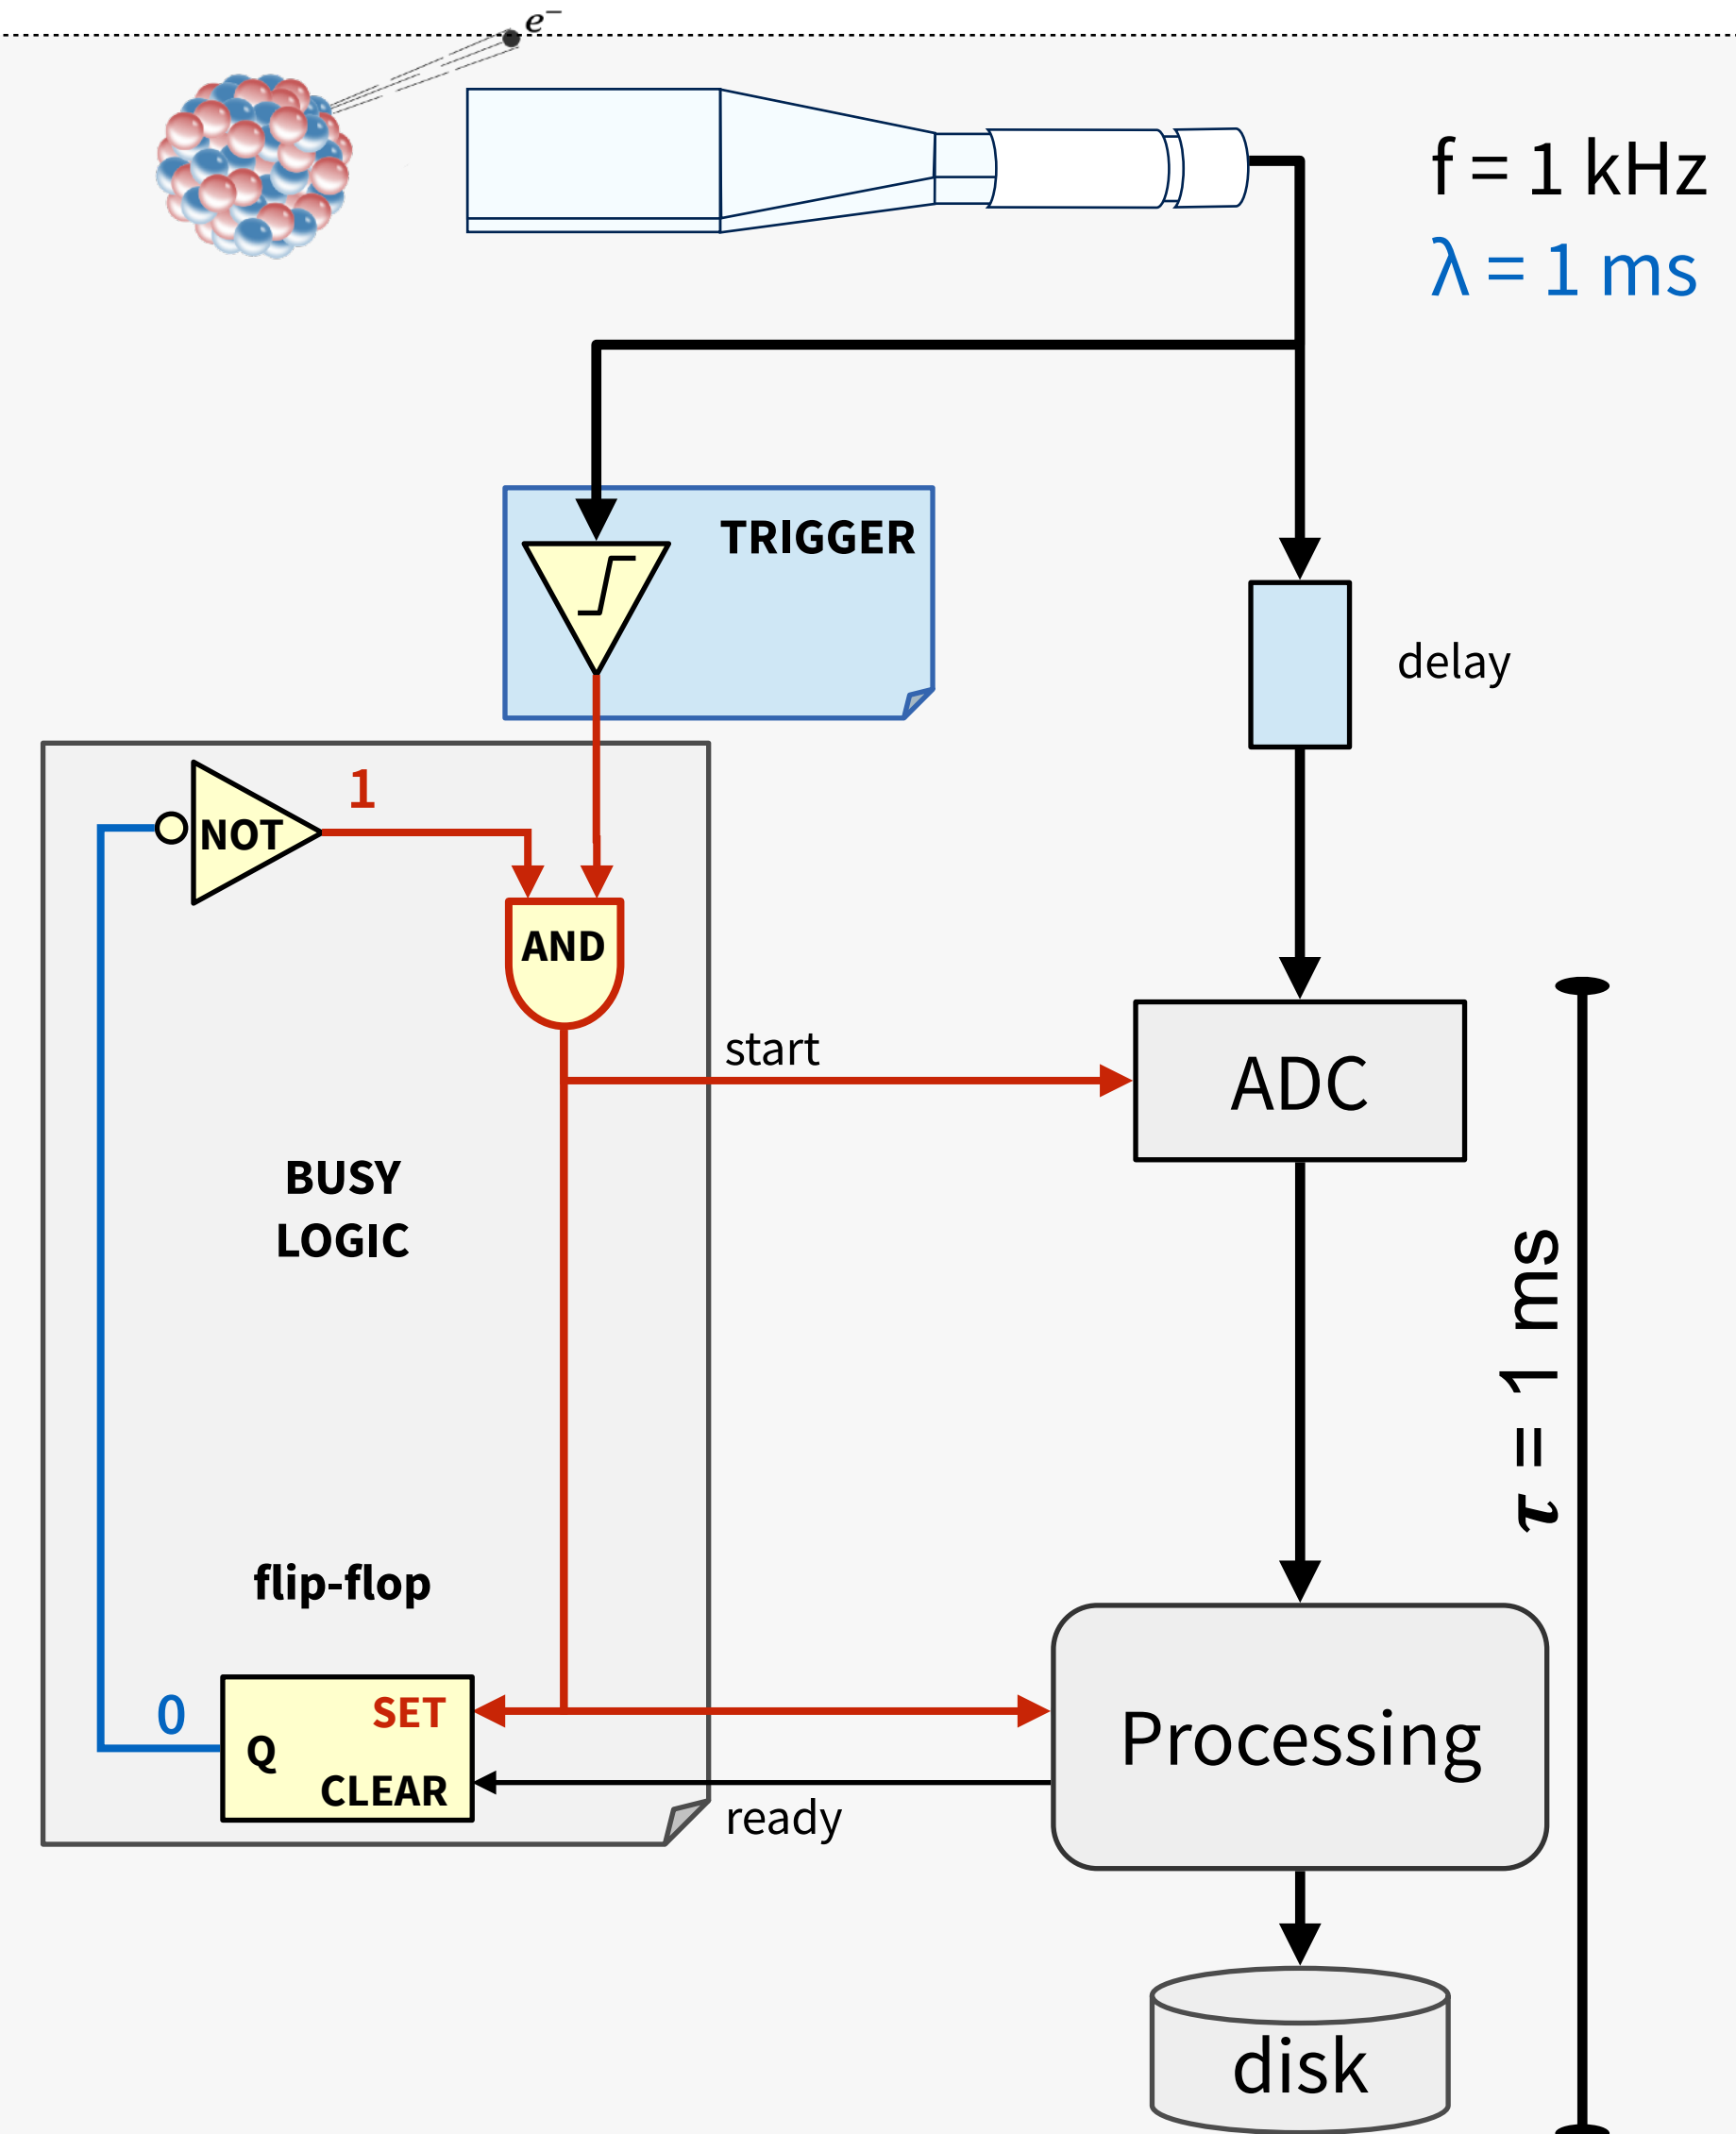 e⁻
f = 1 kHz
λ = 1 ms
TRIGGER
delay
1
NOT
AND
start
ADC
BUSY
LOGIC
τ = 1 ms
flip-flop
0
SET
Q
CLEAR
Processing
ready
disk